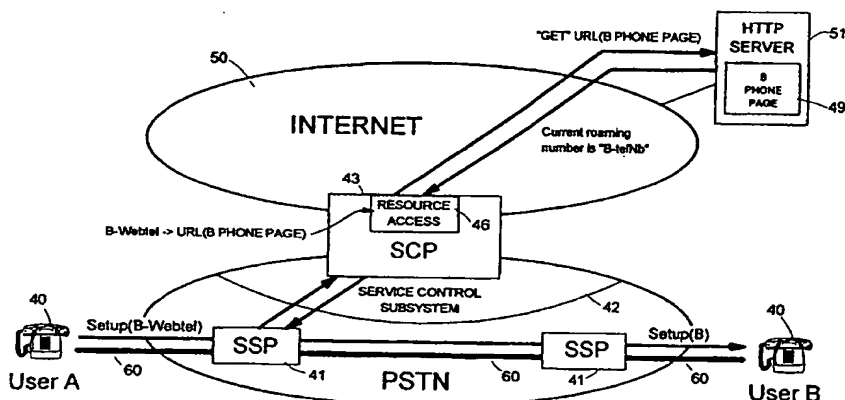 "GET" URL(B PHONE PAGE)
HTTP
SERVER
51
B
PHONE
PAGE
49
50
INTERNET
Current roaming
number is "B-telNb"
43
RESOURCE
ACCESS
46
B-Webtel -> URL(B PHONE PAGE)
SCP
SERVICE CONTROL
SUBSYSTEM
42
40
Setup(B-Webtel)
SSP
41
60
User A
PSTN
60
SSP
41
Setup(B)
60
40
User B